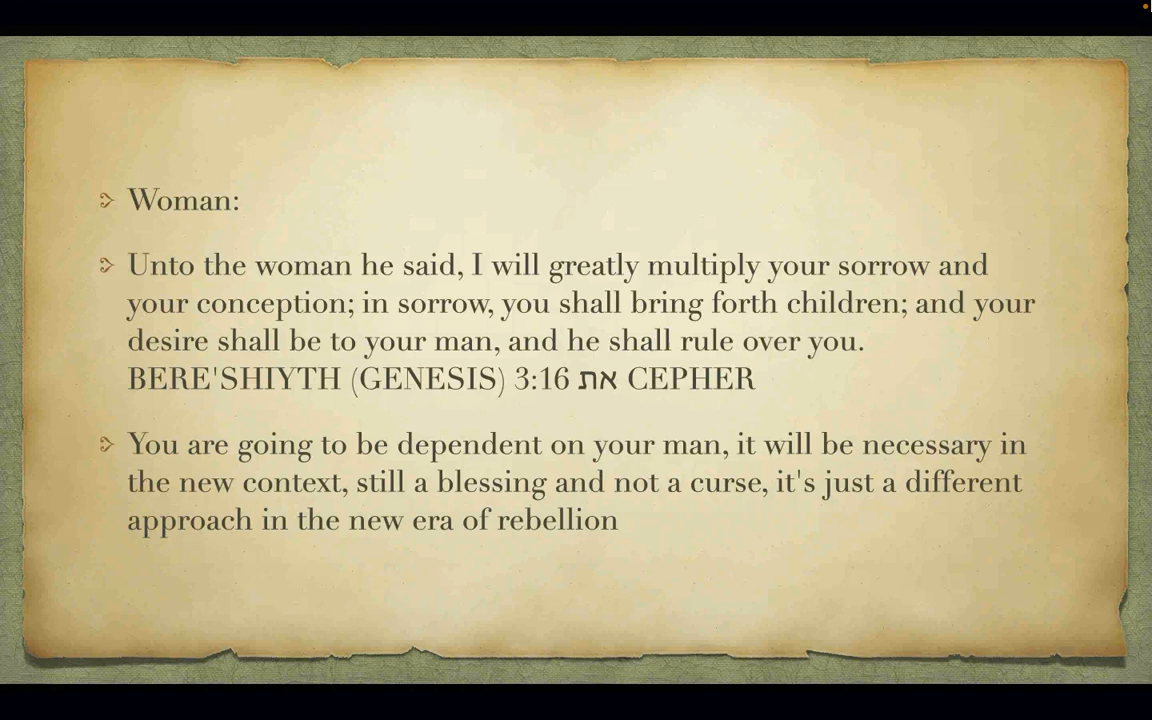 Woman:
Unto the woman he said, I will greatly multiply your sorrow and
your conception; in sorrow, you shall bring forth children; and your
desire shall be to your man, and he shall rule over you.
BERE'SHIYTH (GENESIS) 3:16 את CEPHER
You are going to be dependent on your man, it will be necessary in
the new context, still a blessing and not a curse, it's just a different
approach in the new era of rebellion